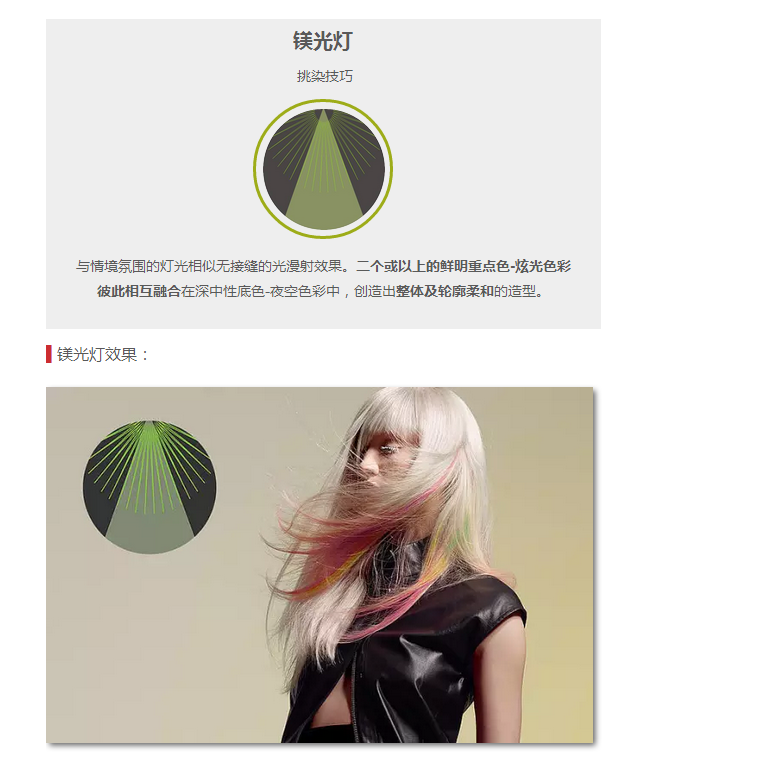 镁光灯
挑染技巧
与情境氛围的灯光相似无接缝的光漫射效果。二个或以上的鲜明重点色-炫光色彩
彼此相互融合在深中性底色-夜空色彩中，创造出整体及轮廓柔和的造型。
镁光灯效果：